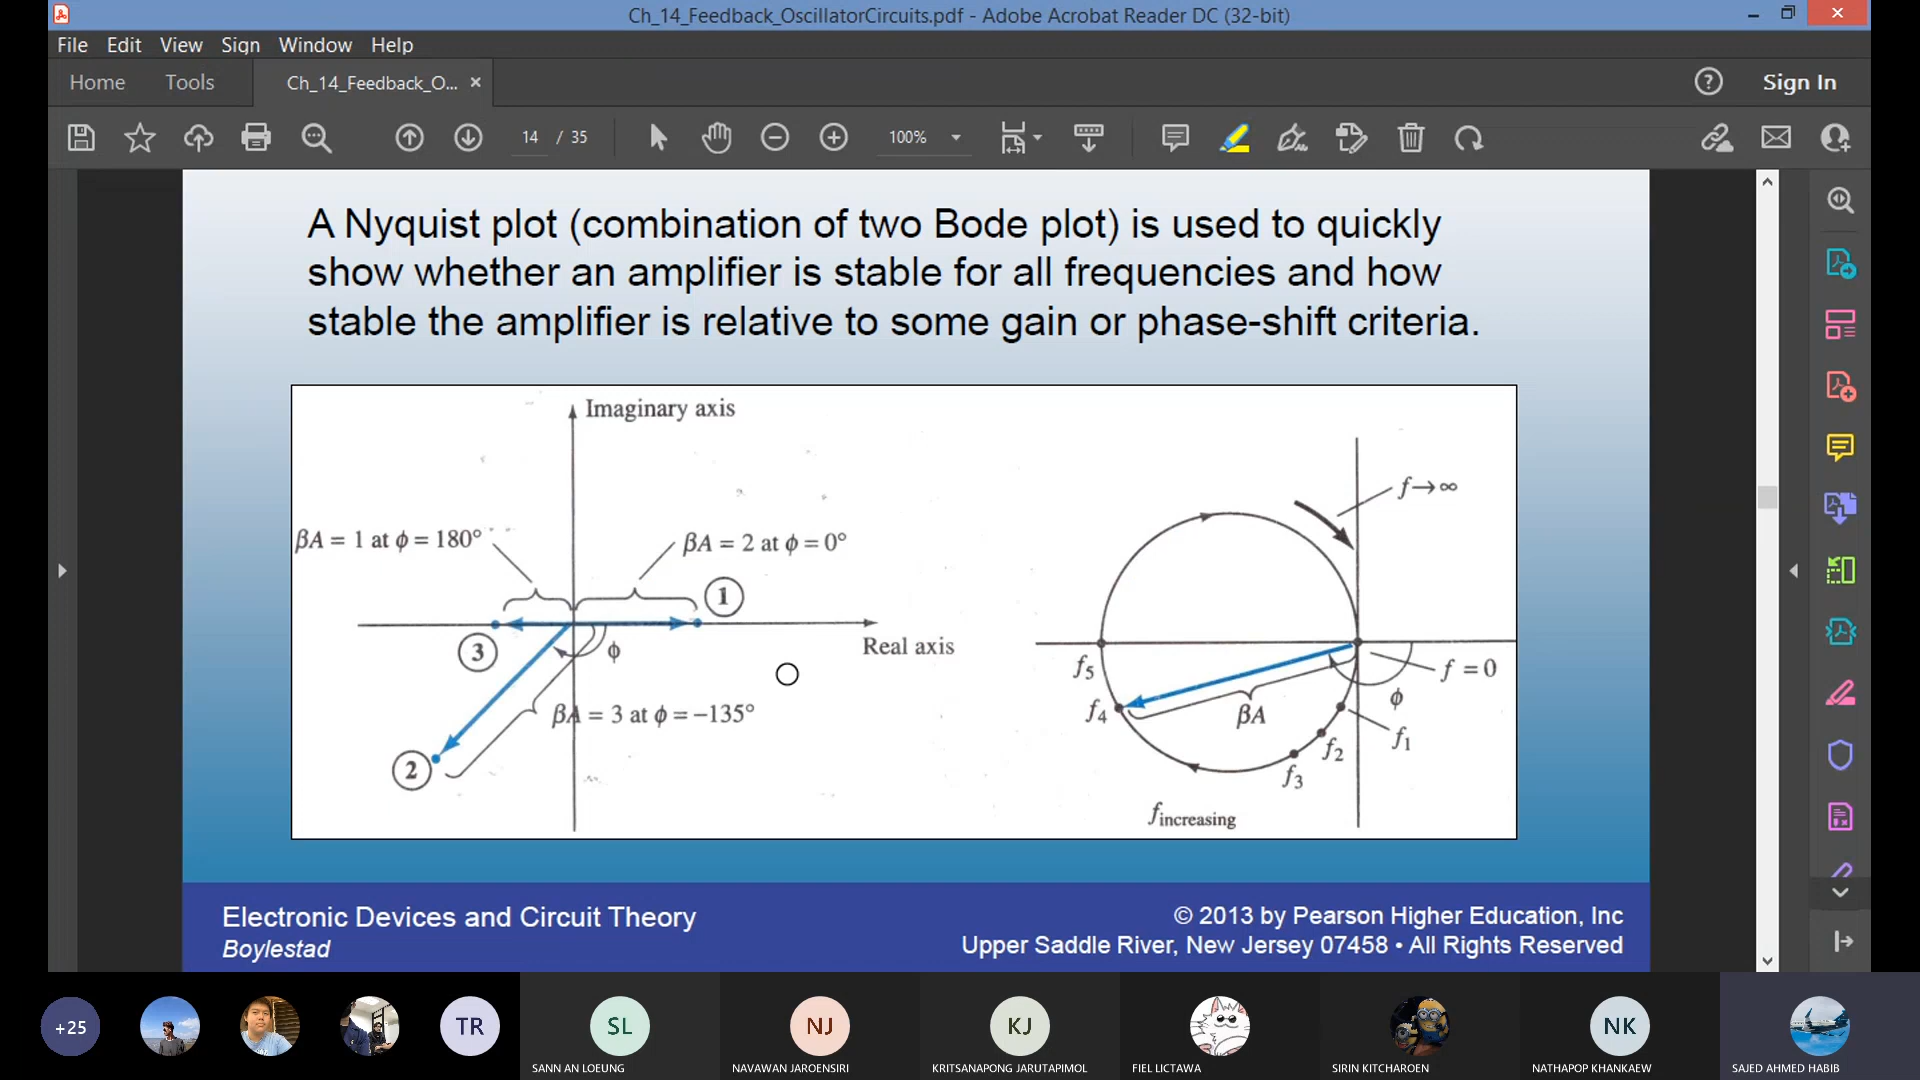 Ch_14_Feedback_OscillatorCircuits.pdf - Adobe Acrobat Reader DC (32-bit)
File Edit View Sign Window Help
Home Tools Ch_14_Feedback_O... × Sign In
14 / 35 100%
A Nyquist plot (combination of two Bode plot) is used to quickly
show whether an amplifier is stable for all frequencies and how
stable the amplifier is relative to some gain or phase-shift criteria.
Imaginary axis
βA = 1 at ϕ = 180°
βA = 2 at ϕ = 0°
1
3
ϕ
Real axis
βA = 3 at ϕ = −135°
2
f→∞
f5
f = 0
f4
βA
ϕ
f1
f2
f3
fincreasing
Electronic Devices and Circuit Theory
Boylestad
© 2013 by Pearson Higher Education, Inc
Upper Saddle River, New Jersey 07458 • All Rights Reserved
+25
TR
SL
NJ
KJ
NK
SANN AN LOEUNG
NAVAWAN JAROENSIRI
KRITSANAPONG JARUTAPIMOL
FIEL LICTAWA
SIRIN KITCHAROEN
NATHAPOP KHANKAEW
SAJED AHMED HABIB